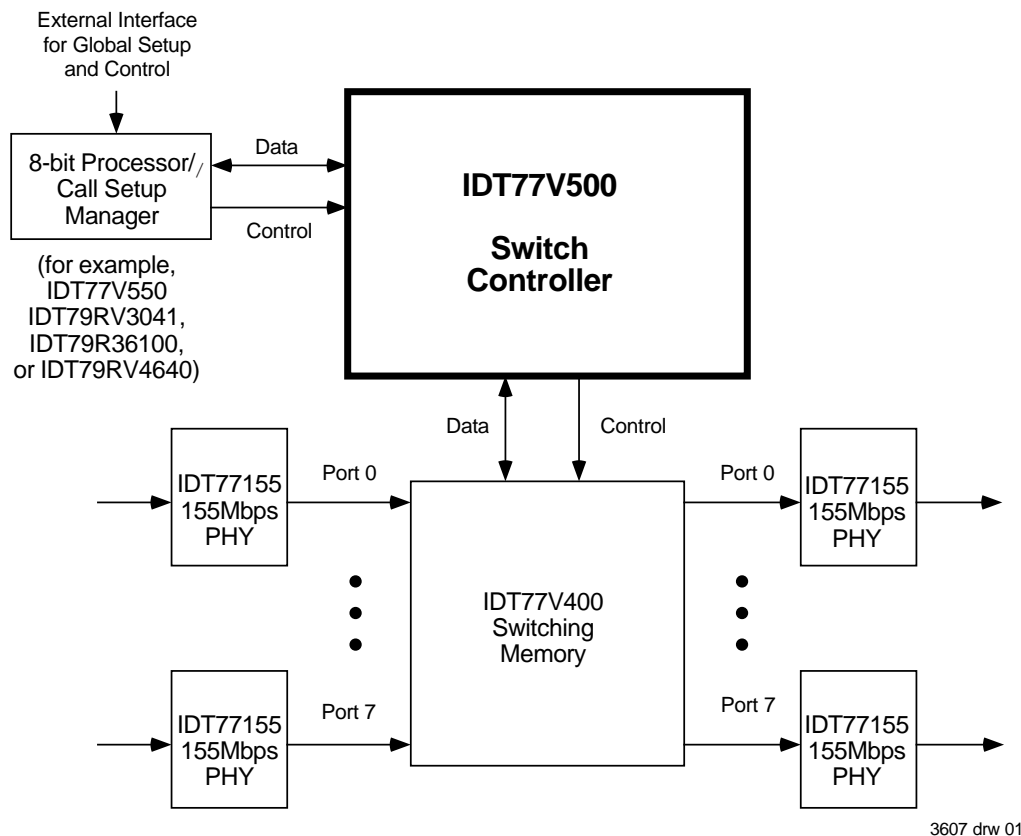 External Interface
for Global Setup
and Control
8-bit Processor/
Call Setup
Manager
Data
Control
(for example,
IDT77V550
IDT79RV3041,
IDT79R36100,
or IDT79RV4640)
IDT77V500
Switch
Controller
Data
Control
IDT77155
155Mbps
PHY
Port 0
Port 0
IDT77155
155Mbps
PHY
IDT77V400
Switching
Memory
IDT77155
155Mbps
PHY
Port 7
Port 7
IDT77155
155Mbps
PHY
3607 drw 01